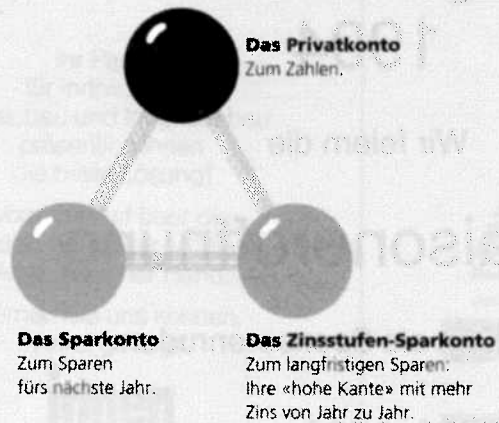 Das Privatkonto
Zum Zahlen.
Das Sparkonto
Zum Sparen
fürs nächste Jahr.
Das Zinsstufen-Sparkonto
Zum langfristigen Sparen:
Ihre «hohe Kante» mit mehr
Zins von Jahr zu Jahr.